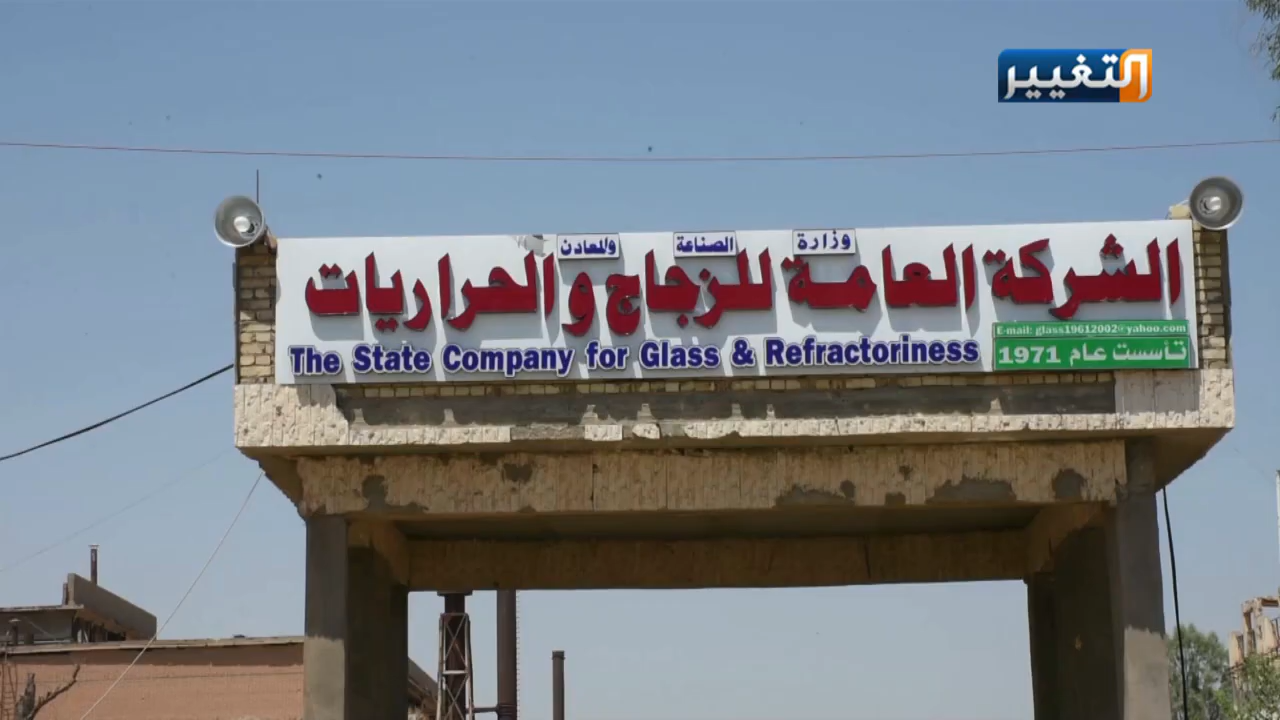 التغيير
وزارة الصناعة والمعادن
الشركة العامة للزجاج والحراريات
The State Company for Glass & Refractoriness
E-mail: glass19612002@yahoo.com
تأسست عام 1971